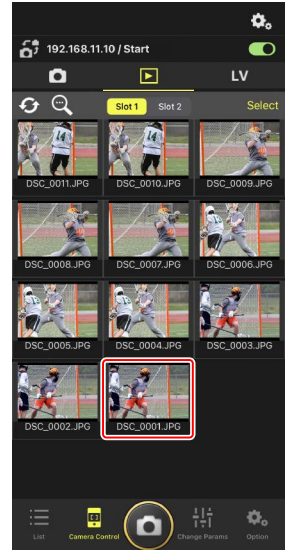 192.168.11.10 / Start
LV
Slot 1 Slot 2 Select
DSC_0011.JPG DSC_0010.JPG DSC_0009.JPG
DSC_0008.JPG DSC_0007.JPG DSC_0006.JPG
DSC_0005.JPG DSC_0004.JPG DSC_0003.JPG
DSC_0002.JPG DSC_0001.JPG
List Camera Control Change Params Option